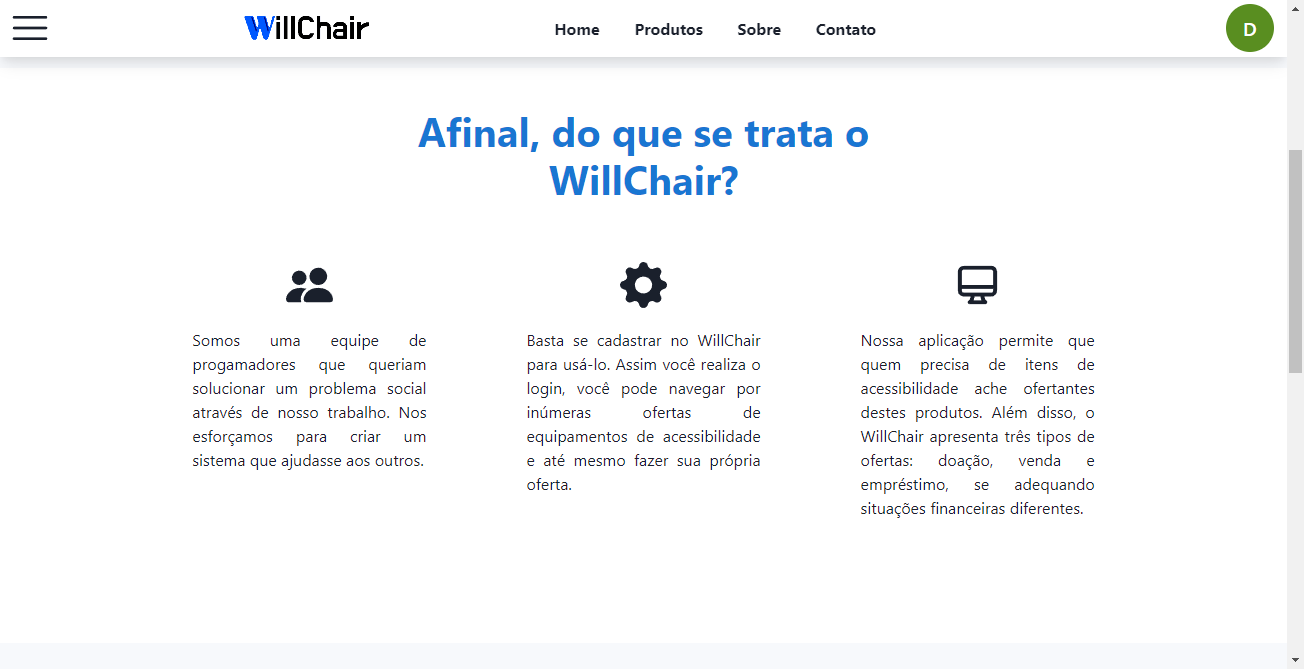 WillChair
Home Produtos Sobre Contato
D
Afinal, do que se trata o
WillChair?
Somos uma equipe de
progamadores que queriam
solucionar um problema social
através de nosso trabalho. Nos
esforçamos para criar um
sistema que ajudasse aos outros.
Basta se cadastrar no WillChair
para usá-lo. Assim você realiza o
login, você pode navegar por
inúmeras ofertas de
equipamentos de acessibilidade
e até mesmo fazer sua própria
oferta.
Nossa aplicação permite que
quem precisa de itens de
acessibilidade ache ofertantes
destes produtos. Além disso, o
WillChair apresenta três tipos de
ofertas: doação, venda e
empréstimo, se adequando
situações financeiras diferentes.